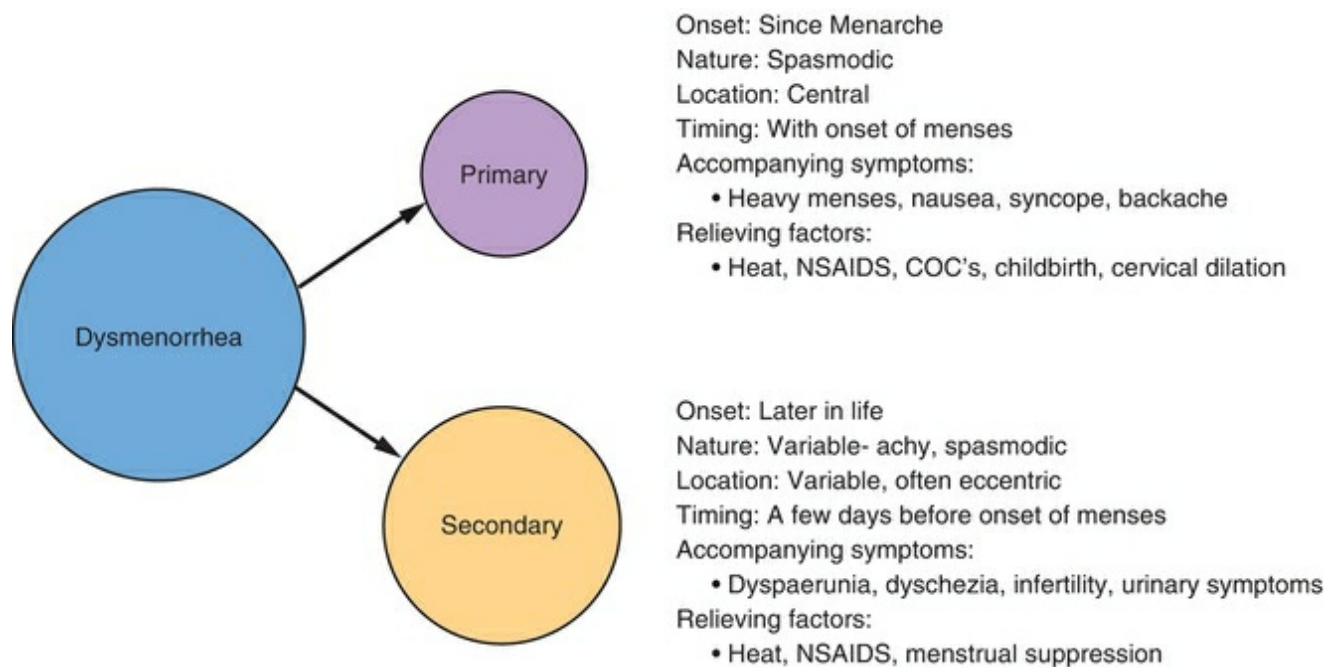 Dysmenorrhea
Primary
Onset: Since Menarche
Nature: Spasmodic
Location: Central
Timing: With onset of menses
Accompanying symptoms:
• Heavy menses, nausea, syncope, backache
Relieving factors:
• Heat, NSAIDS, COC's, childbirth, cervical dilation
Secondary
Onset: Later in life
Nature: Variable- achy, spasmodic
Location: Variable, often eccentric
Timing: A few days before onset of menses
Accompanying symptoms:
• Dyspaerunia, dyschezia, infertility, urinary symptoms
Relieving factors:
• Heat, NSAIDS, menstrual suppression